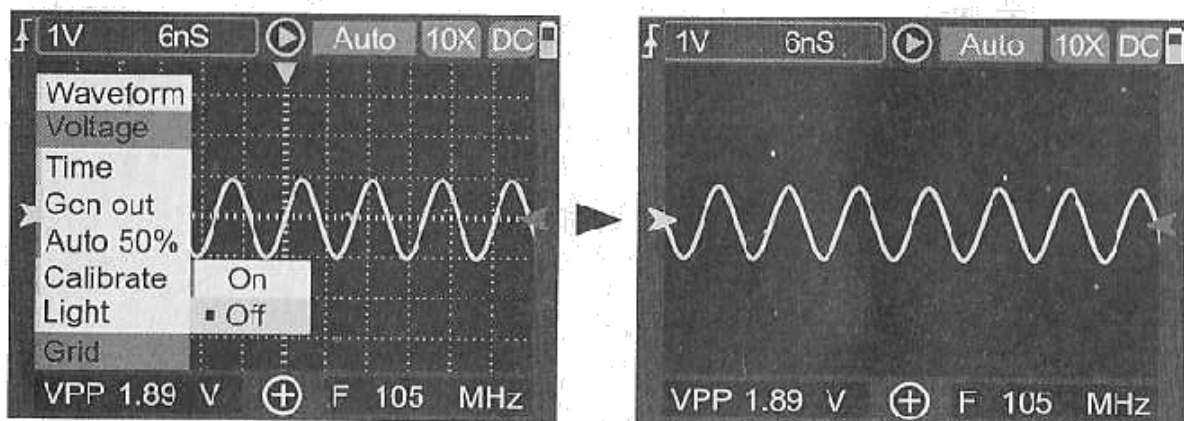 1V 6nS Auto 10X DC
Waveform
Voltage
Time
Gcn out
Auto 50%
Calibrate On
Light Off
Grid
VPP 1.89 V F 105 MHz
1V 6nS Auto 10X DC
VPP 1.89 V F 105 MHz